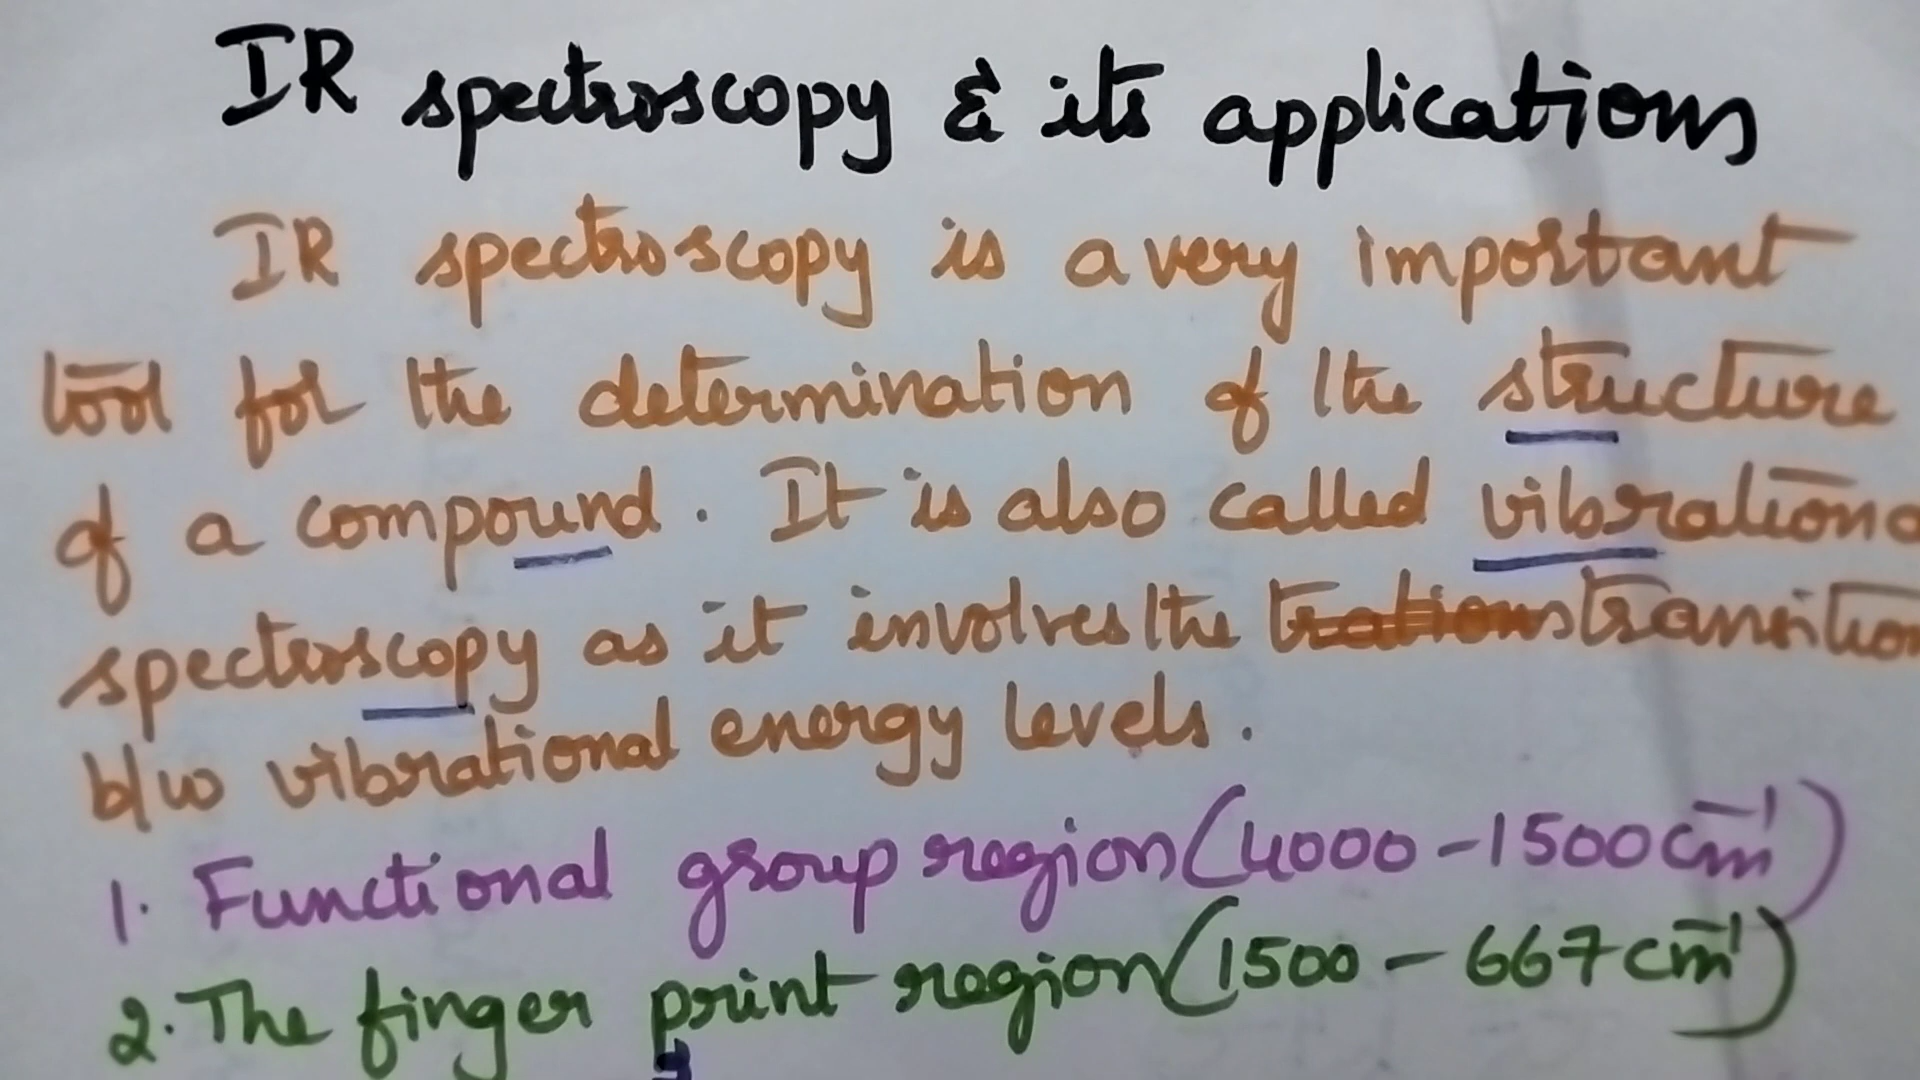 IR spectroscopy & its applications
IR spectroscopy is a very important
tool for the determination of the structure
of a compound. It is also called vibrationa
spectroscopy as it involves the transition
b/w vibrational energy levels.
1. Functional group region (4000-1500 cm⁻¹)
2. The finger print region (1500-667 cm⁻¹)